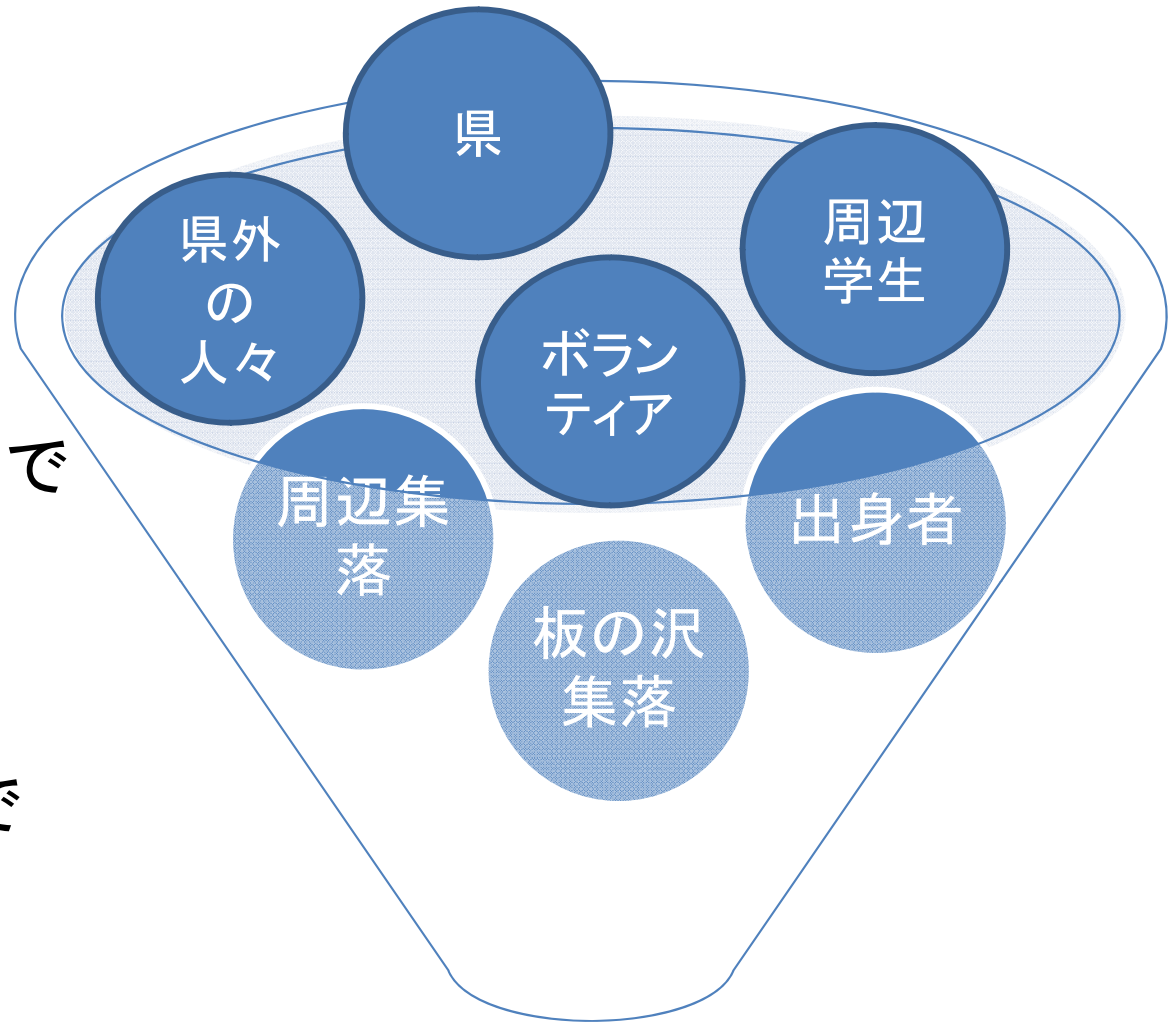 県
県外
の
人々
周辺
学生
ボラン
ティア
で
周辺集
落
出身者
板の沢
集落
で